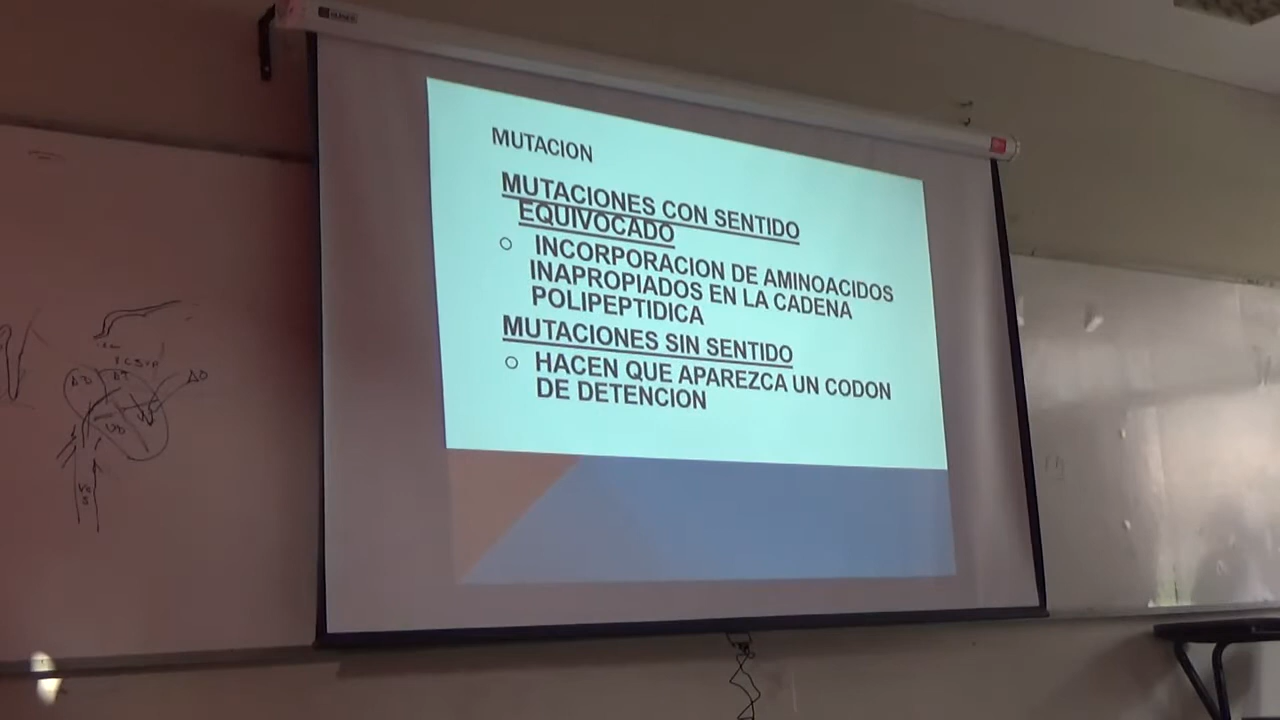 MUTACION
MUTACIONES CON SENTIDO
EQUIVOCADO
INCORPORACION DE AMINOACIDOS
INAPROPIADOS EN LA CADENA
POLIPEPTIDICA
MUTACIONES SIN SENTIDO
HACEN QUE APAREZCA UN CODON
DE DETENCION